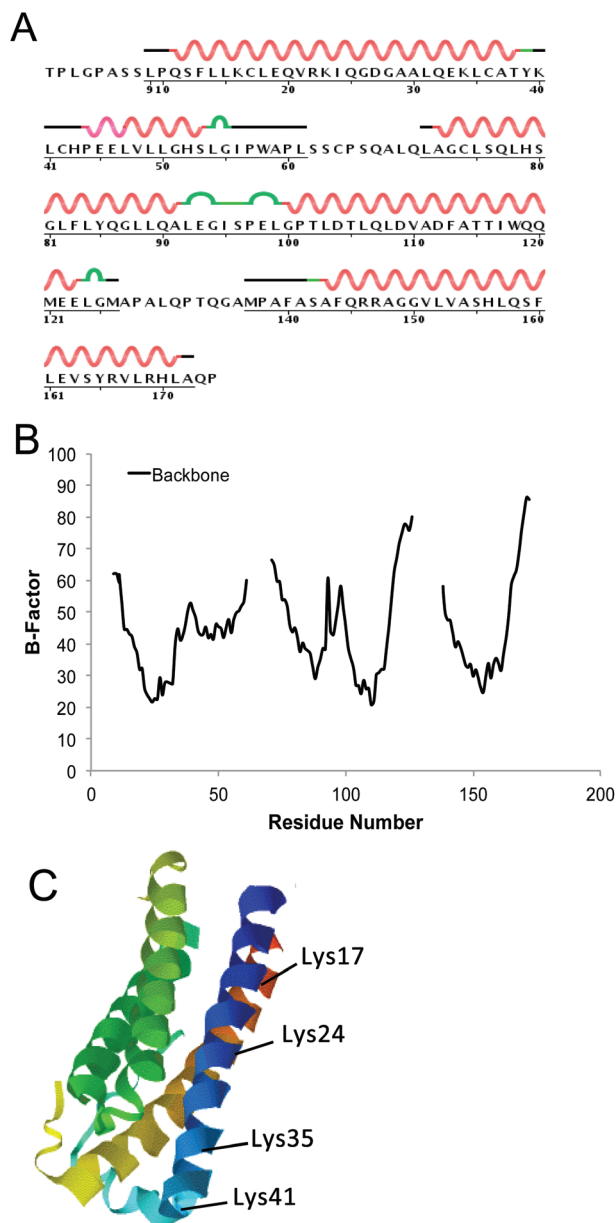 A
TPLGPASSLPQSFLLKCLEQVRKIQGDGAALQEKLCATYK
910 20 30 40
LCHPEELVLLGHSLGIPWAPLSSCPSQALQLAGCLSQLHS
41 50 60 80
GLFLYQGLLQALEGISPELGPTLDTLQLDVADFATTIWQQ
81 90 100 110 120
MEELGMAPALQPTQGAMPAFASAFQRRAGGVLVASHLQSF
121 140 150 160
LEVSYRVLRHLAQP
161 170
B
100
90
80
70
60
50
40
30
20
10
0
B-Factor
Backbone
0 50 100 150 200
Residue Number
C
Lys17
Lys24
Lys35
Lys41